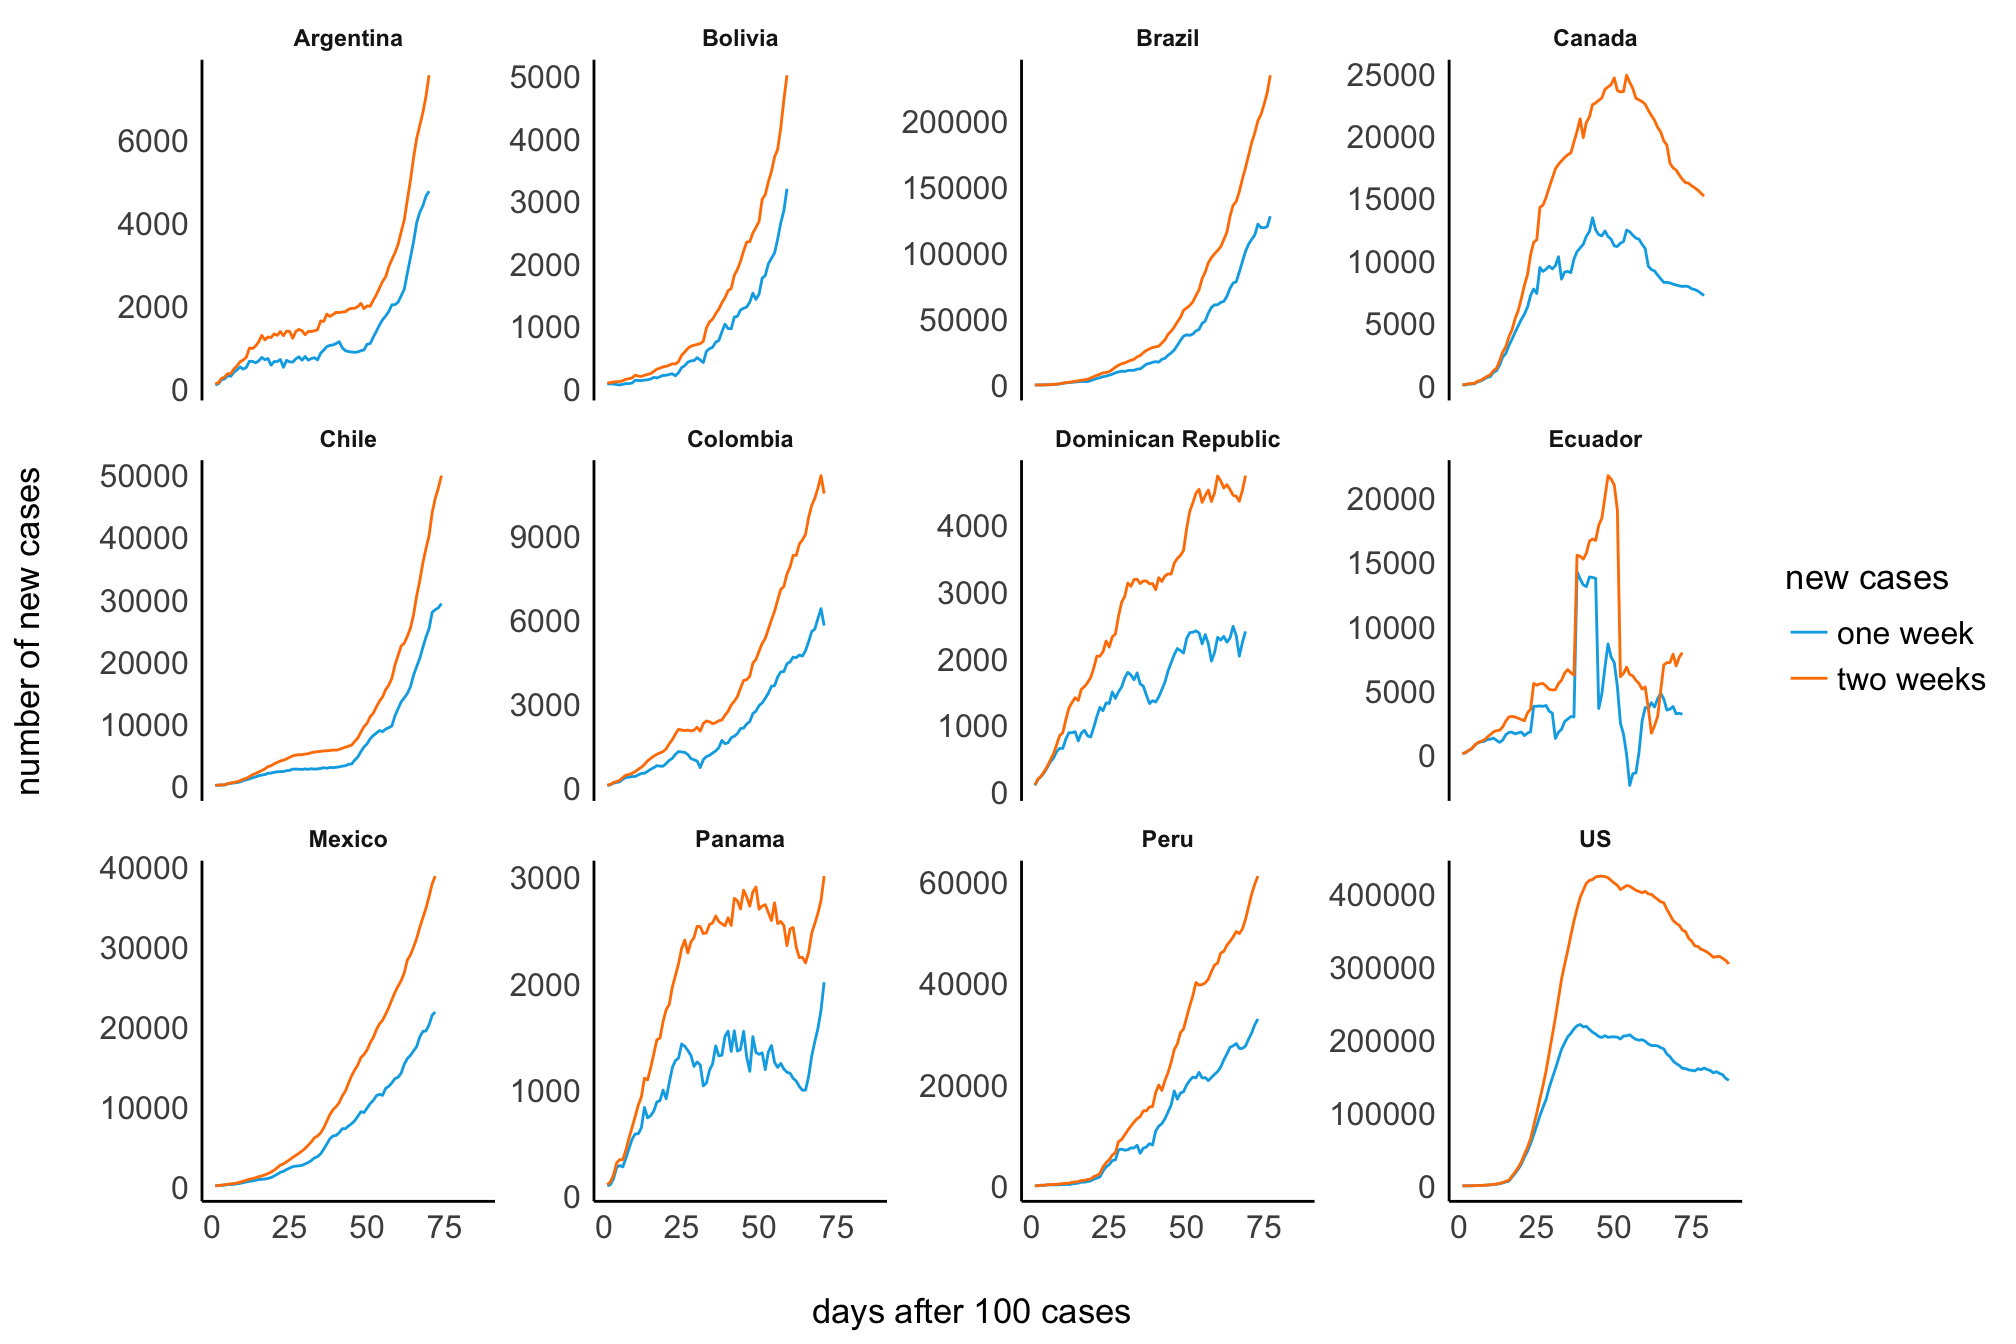 Argentina
Bolivia
Brazil
Canada
6000
4000
2000
0
5000
4000
3000
2000
1000
0
200000
150000
100000
50000
0
25000
20000
15000
10000
5000
0
Chile
Colombia
Dominican Republic
Ecuador
50000
40000
30000
20000
10000
0
9000
6000
3000
0
4000
3000
2000
1000
0
20000
15000
10000
5000
0
Mexico
Panama
Peru
US
40000
30000
20000
10000
0
3000
2000
1000
0
60000
40000
20000
0
400000
300000
200000
100000
0
0 25 50 75
0 25 50 75
0 25 50 75
0 25 50 75
days after 100 cases
number of new cases
new cases
one week
two weeks